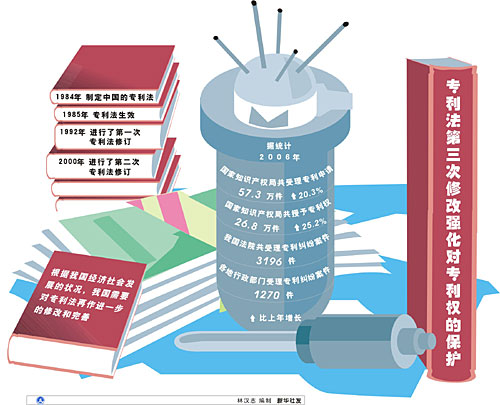 1984年 制定中国的专利法
1985年 专利法生效
1992年 进行了第一次
专利法修订
2000年 进行了第二次
专利法修订
根据我国经济社会发
展的状况，我国需要
对专利法再作进一步
的修改和完善
据统计
2006年
国家知识产权局共受理专利申请
57.3 万件 20.3%
国家知识产权局共授予专利权
26.8 万件 25.2%
我国法院共受理专利纠纷案件
3196 件
各地行政部门受理专利纠纷案件
1270 件
比上年增长
专利法第三次修改强化对专利权的保护
林汉志 编制 新华社发